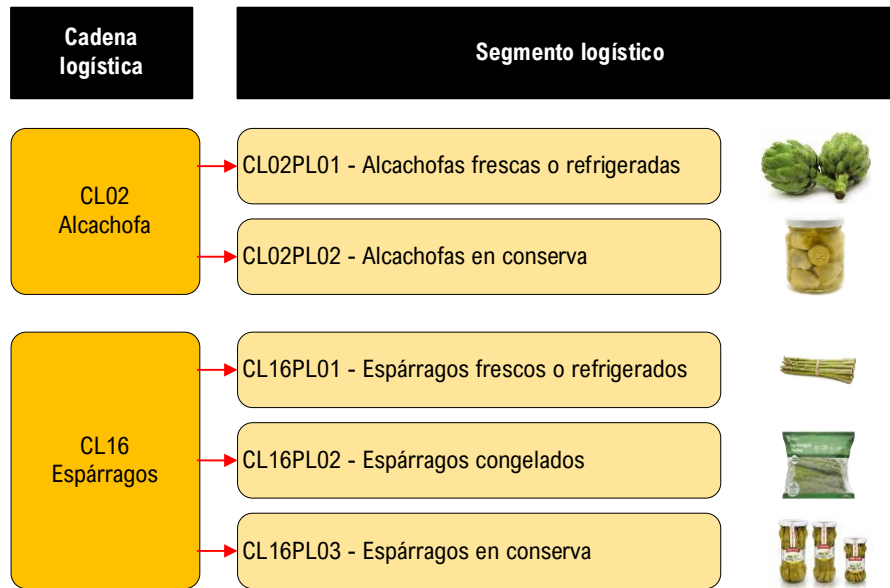 Cadena
logística
Segmento logístico
CL02
Alcachofa
CL02PL01 - Alcachofas frescas o refrigeradas
CL02PL02 - Alcachofas en conserva
CL16
Espárragos
CL16PL01 - Espárragos frescos o refrigerados
CL16PL02 - Espárragos congelados
CL16PL03 - Espárragos en conserva